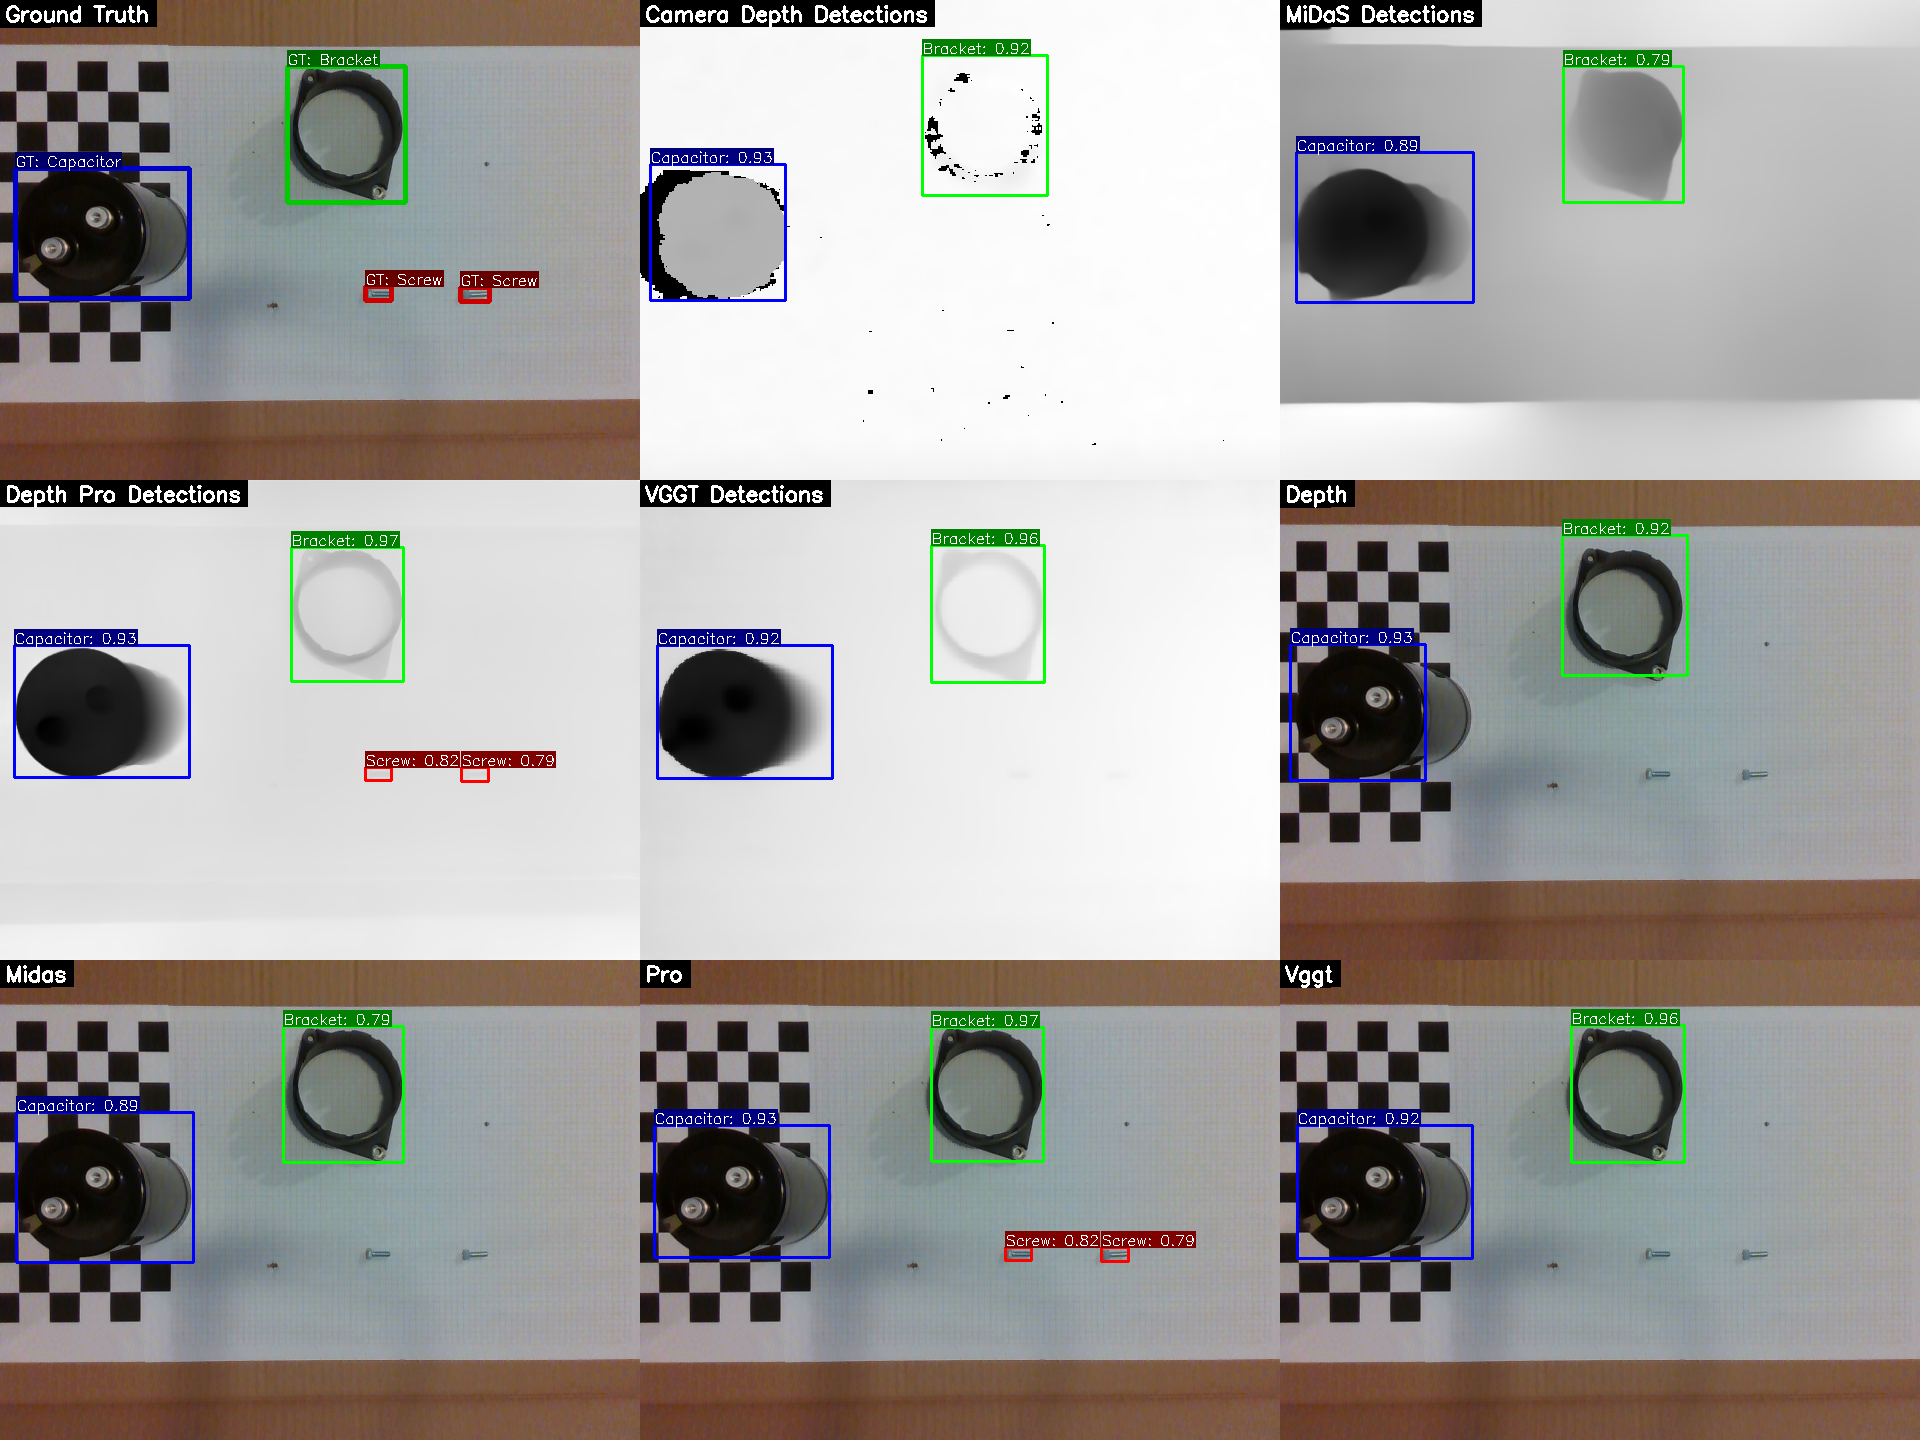 Ground Truth
GT: Bracket
GT: Capacitor
GT: Screw
GT: Screw
Camera Depth Detections
Bracket: 0.92
Capacitor: 0.93
MiDaS Detections
Bracket: 0.79
Capacitor: 0.89
Depth Pro Detections
Bracket: 0.97
Capacitor: 0.93
Screw: 0.82
Screw: 0.79
VGGT Detections
Bracket: 0.96
Capacitor: 0.92
Depth
Bracket: 0.92
Capacitor: 0.93
Midas
Bracket: 0.79
Capacitor: 0.89
Pro
Bracket: 0.97
Capacitor: 0.93
Screw: 0.82
Screw: 0.79
Vggt
Bracket: 0.96
Capacitor: 0.92